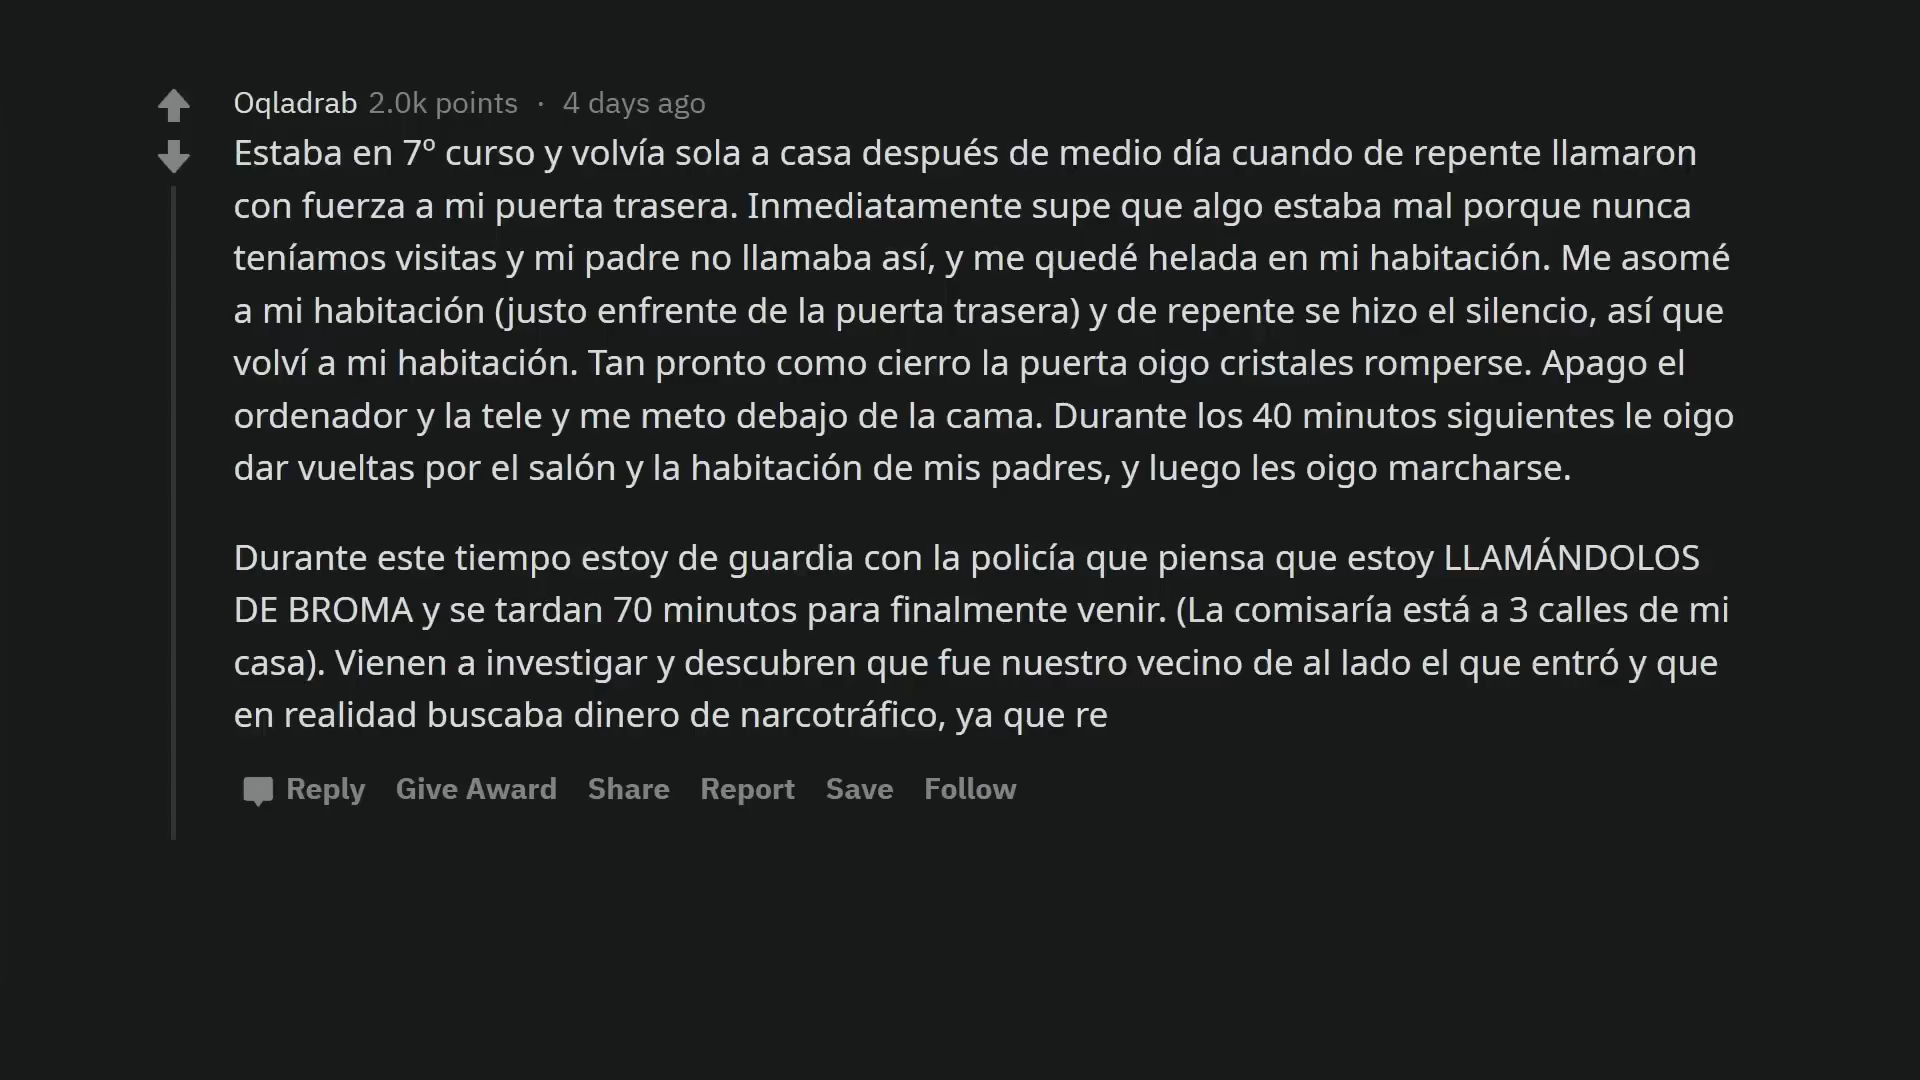 Oqladrab 2.0k points · 4 days ago
Estaba en 7º curso y volvía sola a casa después de medio día cuando de repente llamaron
con fuerza a mi puerta trasera. Inmediatamente supe que algo estaba mal porque nunca
teníamos visitas y mi padre no llamaba así, y me quedé helada en mi habitación. Me asomé
a mi habitación (justo enfrente de la puerta trasera) y de repente se hizo el silencio, así que
volví a mi habitación. Tan pronto como cierro la puerta oigo cristales romperse. Apago el
ordenador y la tele y me meto debajo de la cama. Durante los 40 minutos siguientes le oigo
dar vueltas por el salón y la habitación de mis padres, y luego les oigo marcharse.
Durante este tiempo estoy de guardia con la policía que piensa que estoy LLAMÁNDOLOS
DE BROMA y se tardan 70 minutos para finalmente venir. (La comisaría está a 3 calles de mi
casa). Vienen a investigar y descubren que fue nuestro vecino de al lado el que entró y que
en realidad buscaba dinero de narcotráfico, ya que re
Reply Give Award Share Report Save Follow